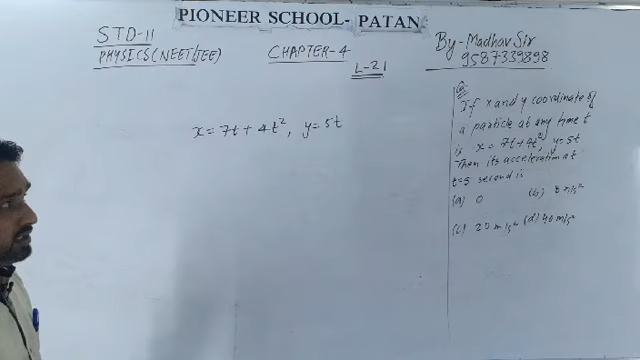 PIONEER SCHOOL- PATAN
STD-11
PHYSICS(NEET/JEE)
CHAPTER-4
L-21
By-Madhav Sir
9587339898
x = 7t + 4t², y = 5t
Q.
If x and y coordinate of
a particle at any time t
is x = 7t + 4t², y = 5t
Then its acceleration at
t=5 second is
(a) 0 (b) 8 m/s²
(c) 20 m/s² (d) 40 m/s²